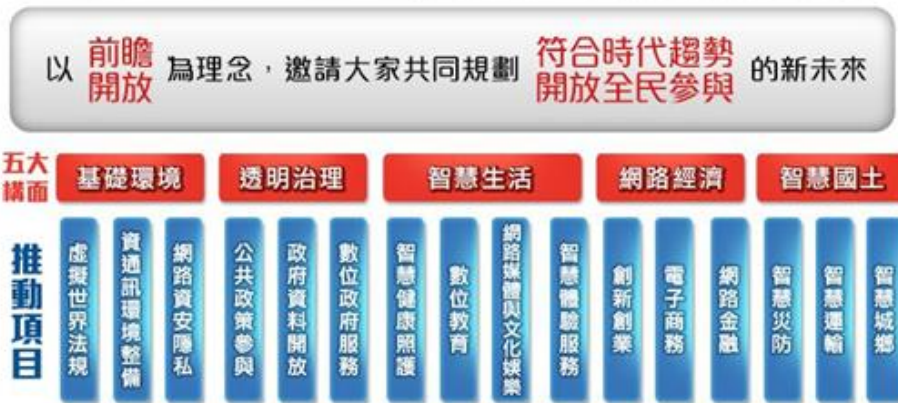 以 前瞻開放 為理念，邀請大家共同規劃 符合時代趨勢開放全民參與 的新未來
五大構面
基礎環境
透明治理
智慧生活
網路經濟
智慧國土
推動項目
虛擬世界法規
資通訊環境整備
網路資安隱私
公共政策參與
政府資料開放
數位政府服務
智慧健康照護
數位教育
網路媒體與文化娛樂
智慧體驗服務
創新創業
電子商務
網路金融
智慧災防
智慧運輸
智慧城鄉